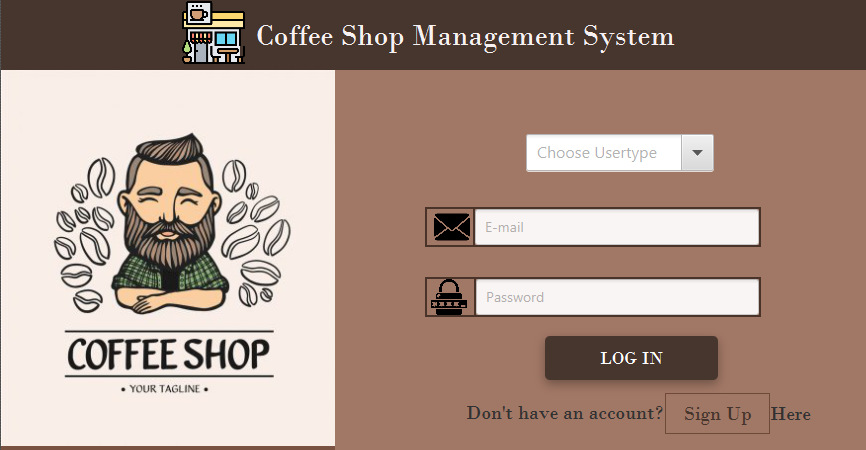 Coffee Shop Management System
Choose Usertype
E-mail
Password
LOG IN
Don't have an account? Sign Up Here
COFFEE SHOP
• YOUR TAGLINE •